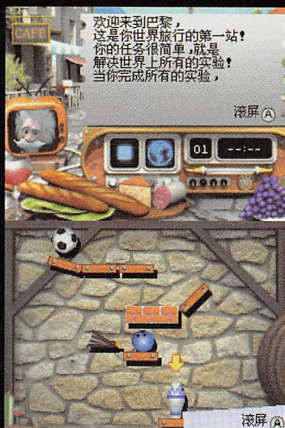 CAFE
欢迎来到巴黎，
这是你世界旅行的第一站！
你的任务很简单，就是
解决世界上所有的实验！
当你完成所有的实验，
滚屏Ⓐ
01 --:--
滚屏Ⓐ